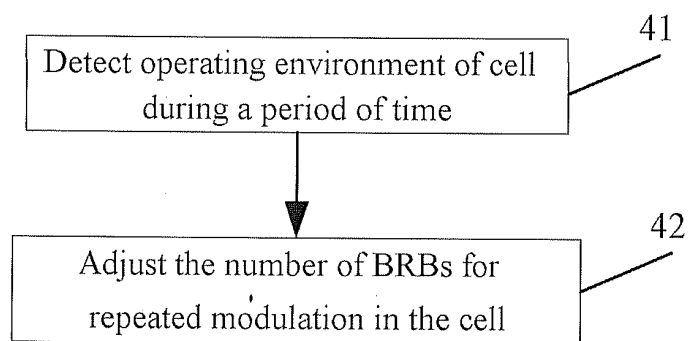 41
Detect operating environment of cell
during a period of time
42
Adjust the number of BRBs for
repeated modulation in the cell